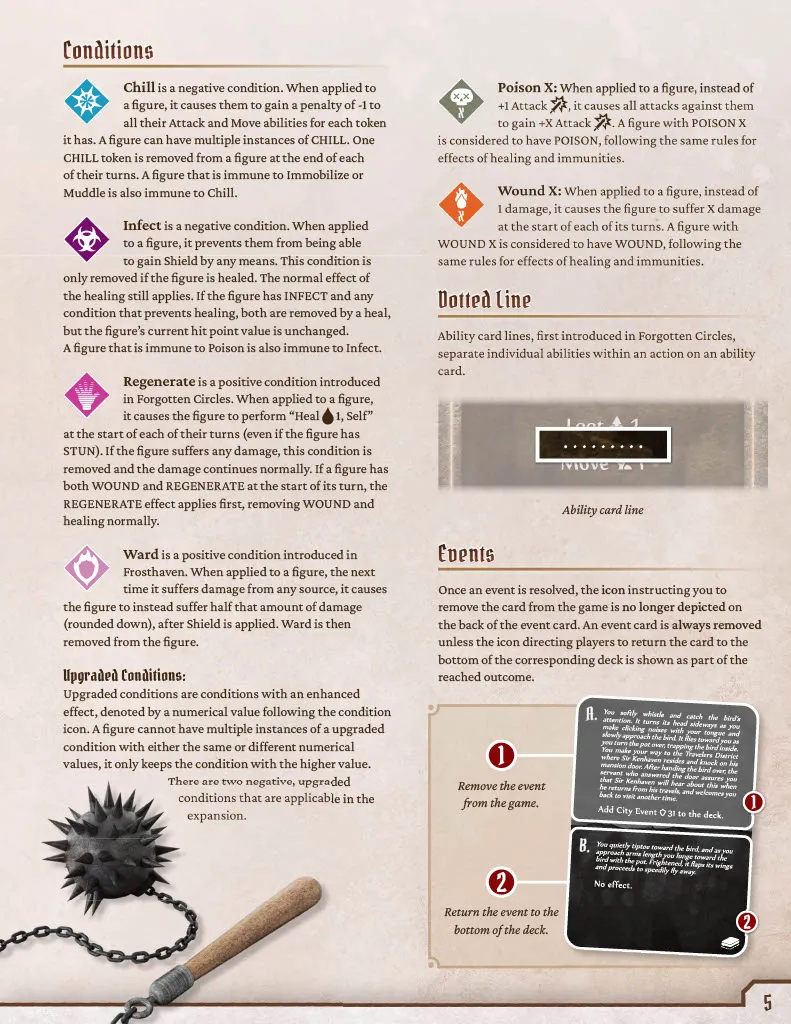 Conditions
Chill is a negative condition. When applied to
a figure, it causes them to gain a penalty of -1 to
all their Attack and Move abilities for each token
it has. A figure can have multiple instances of CHILL. One
CHILL token is removed from a figure at the end of each
of their turns. A figure that is immune to Immobilize or
Muddle is also immune to Chill.
Infect is a negative condition. When applied
to a figure, it prevents them from being able
to gain Shield by any means. This condition is
only removed if the figure is healed. The normal effect of
the healing still applies. If the figure has INFECT and any
condition that prevents healing, both are removed by a heal,
but the figure's current hit point value is unchanged.
A figure that is immune to Poison is also immune to Infect.
Regenerate is a positive condition introduced
in Forgotten Circles. When applied to a figure,
it causes the figure to perform “Heal 1, Self”
at the start of each of their turns (even if the figure has
STUN). If the figure suffers any damage, this condition is
removed and the damage continues normally. If a figure has
both WOUND and REGENERATE at the start of its turn, the
REGENERATE effect applies first, removing WOUND and
healing normally.
Ward is a positive condition introduced in
Frosthaven. When applied to a figure, the next
time it suffers damage from any source, it causes
the figure to instead suffer half that amount of damage
(rounded down), after Shield is applied. Ward is then
removed from the figure.
Upgraded Conditions:
Upgraded conditions are conditions with an enhanced
effect, denoted by a numerical value following the condition
icon. A figure cannot have multiple instances of a upgraded
condition with either the same or different numerical
values, it only keeps the condition with the higher value.
There are two negative, upgraded
conditions that are applicable in the
expansion.
X
Poison X: When applied to a figure, instead of
+1 Attack , it causes all attacks against them
to gain +X Attack . A figure with POISON X
is considered to have POISON, following the same rules for
effects of healing and immunities.
X
Wound X: When applied to a figure, instead of
1 damage, it causes the figure to suffer X damage
at the start of each of its turns. A figure with
WOUND X is considered to have WOUND, following the
same rules for effects of healing and immunities.
Dotted Line
Ability card lines, first introduced in Forgotten Circles,
separate individual abilities within an action on an ability
card.
Loot 1
.........
Move 1
Ability card line
Events
Once an event is resolved, the icon instructing you to
remove the card from the game is no longer depicted on
the back of the event card. An event card is always removed
unless the icon directing players to return the card to the
bottom of the corresponding deck is shown as part of the
reached outcome.
1
Remove the event
from the game.
2
Return the event to the
bottom of the deck.
A. You softly whistle and catch the bird's
attention. It turns its head sideways as you
make clicking noises with your tongue and
slowly approach the bird. It flies toward you as
you turn the pot over, trapping the bird inside.
You make your way to the Travelers District
where Sir Kenhaven resides and knock on his
mansion door. After handing the bird over, the
servant who answered the door assures you
that Sir Kenhaven will hear about this when
he returns from his travels, and welcomes you
back to visit another time.
Add City Event 31 to the deck.
1
B. You quietly tiptoe toward the bird, and as you
approach arms length you lunge toward the
bird with the pot. Frightened, it flaps its wings
and proceeds to speedily fly away.
No effect.
2
5